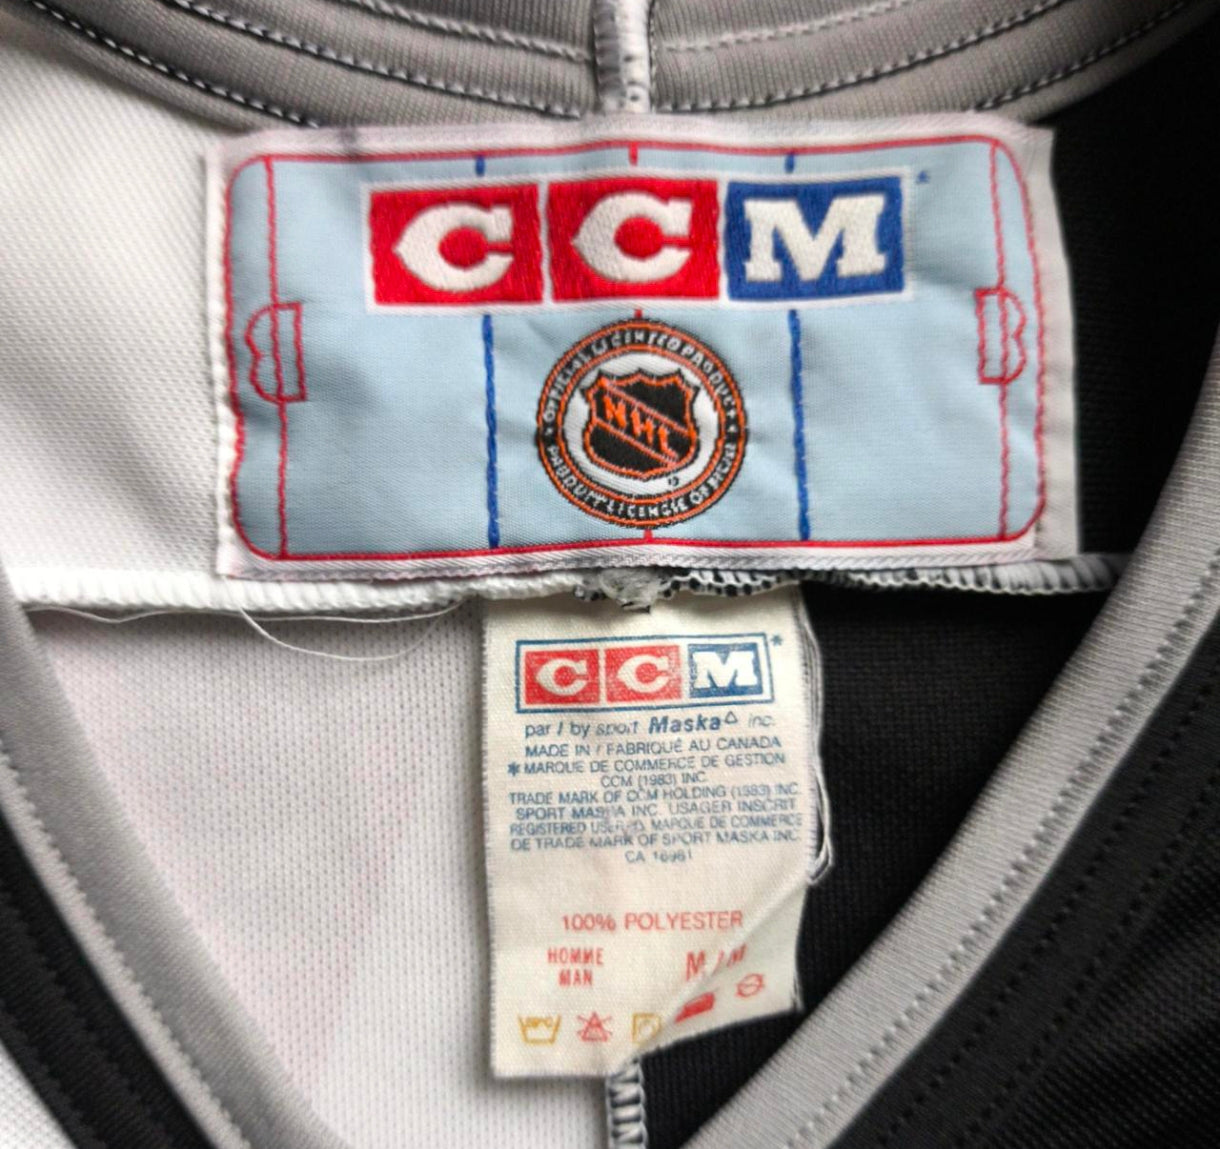 CCM
OFFICIAL LICENSED PRODUCT
NHL
PRODUIT LICENCIÉ OFFICIEL
CCM*
par / by sport Maska△ inc.
MADE IN / FABRIQUÉ AU CANADA
* MARQUE DE COMMERCE DE GESTION
CCM (1983) INC
TRADE MARK OF CCM HOLDING (1983) INC.
SPORT MASKA INC. USAGER INSCRIT
REGISTERED USER △ MARQUE DE COMMERCE
DE TRADE MARK OF SPORT MASKA INC.
CA 16961
100% POLYESTER
HOMME M / M
MAN